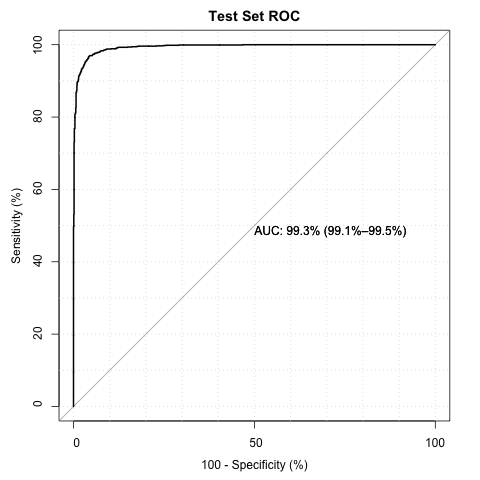 Test Set ROC
100
80
60
40
20
0
Sensitivity (%)
AUC: 99.3% (99.1%–99.5%)
0 50 100
100 - Specificity (%)